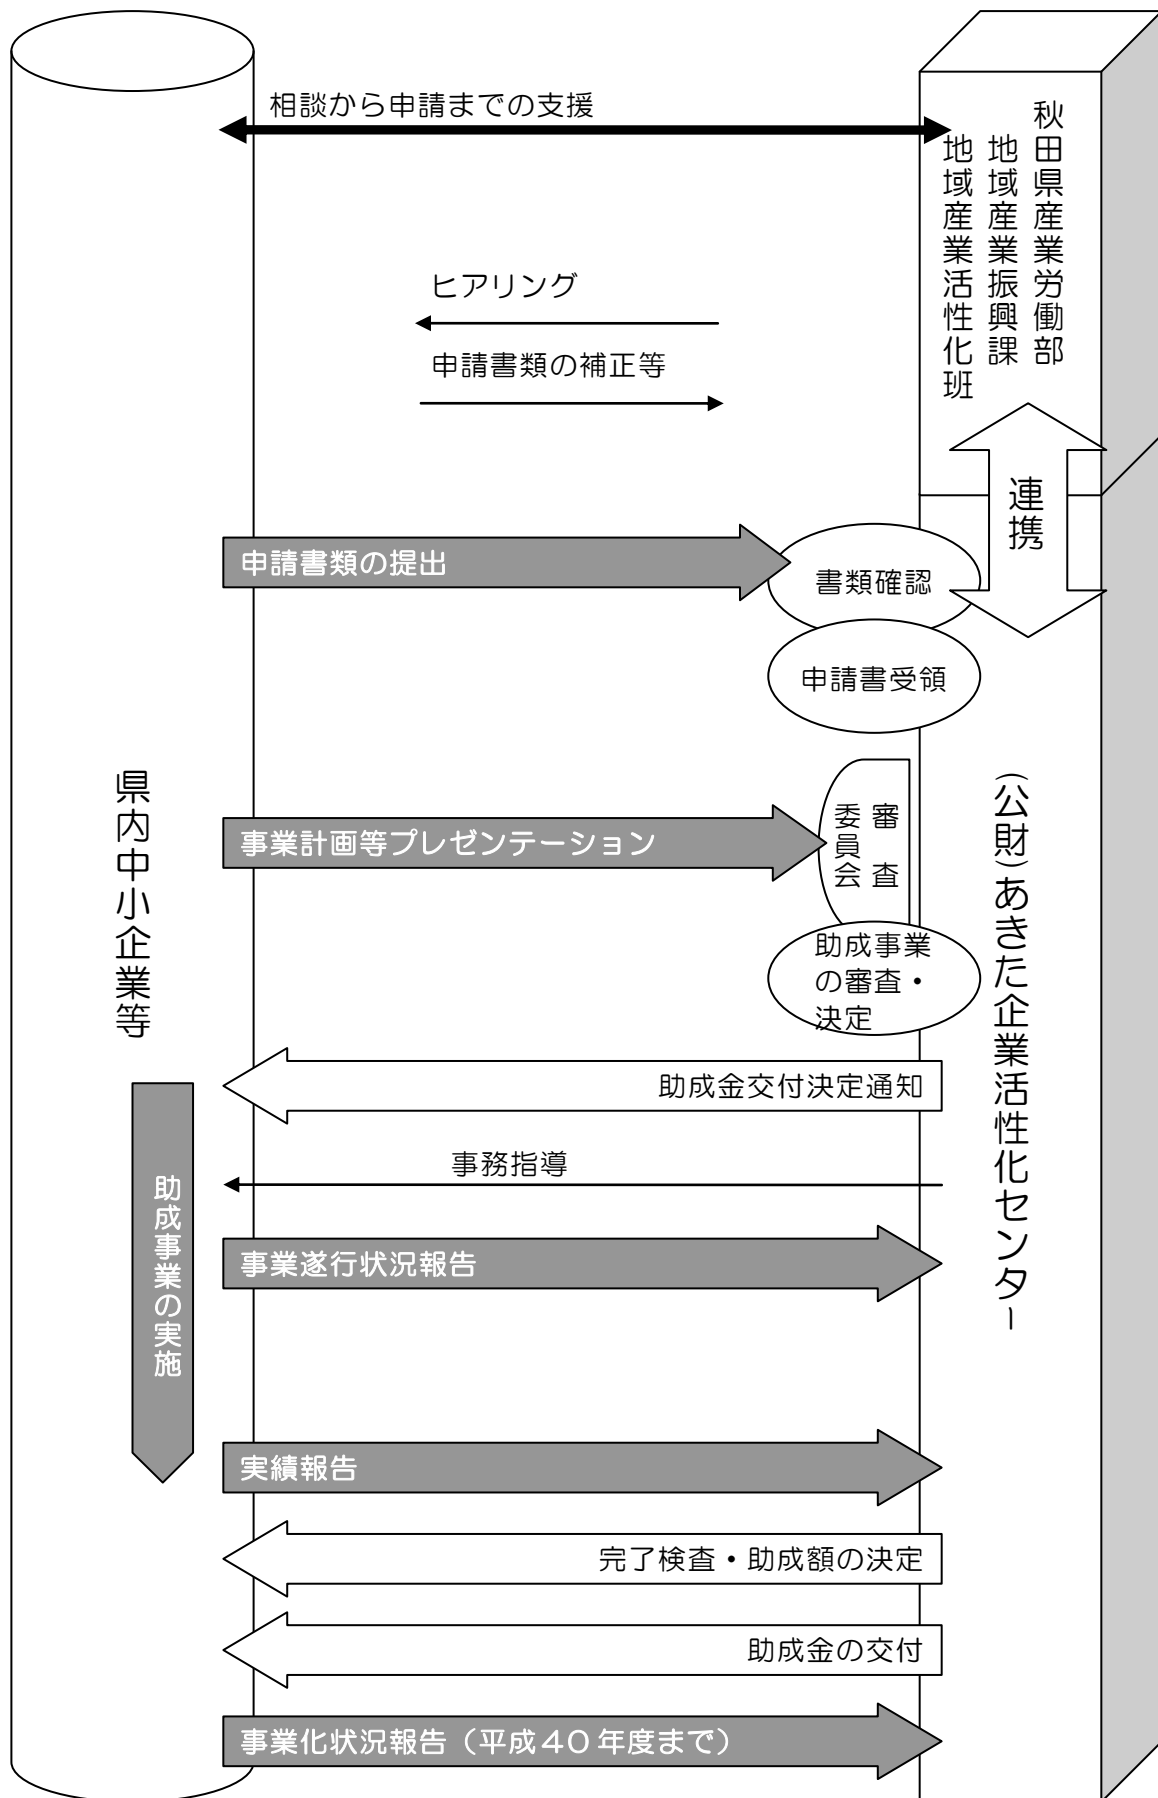 相談から申請までの支援
秋田県産業労働部
地域産業振興課
地域産業活性化班
ヒアリング
申請書類の補正等
連携
申請書類の提出
書類確認
申請書受領
県内中小企業等
(公財)あきた企業活性化センター
事業計画等プレゼンテーション
審査
委員会
助成事業
の審査・
決定
助成金交付決定通知
事務指導
助成事業の実施
事業遂行状況報告
実績報告
完了検査・助成額の決定
助成金の交付
事業化状況報告（平成４０年度まで）